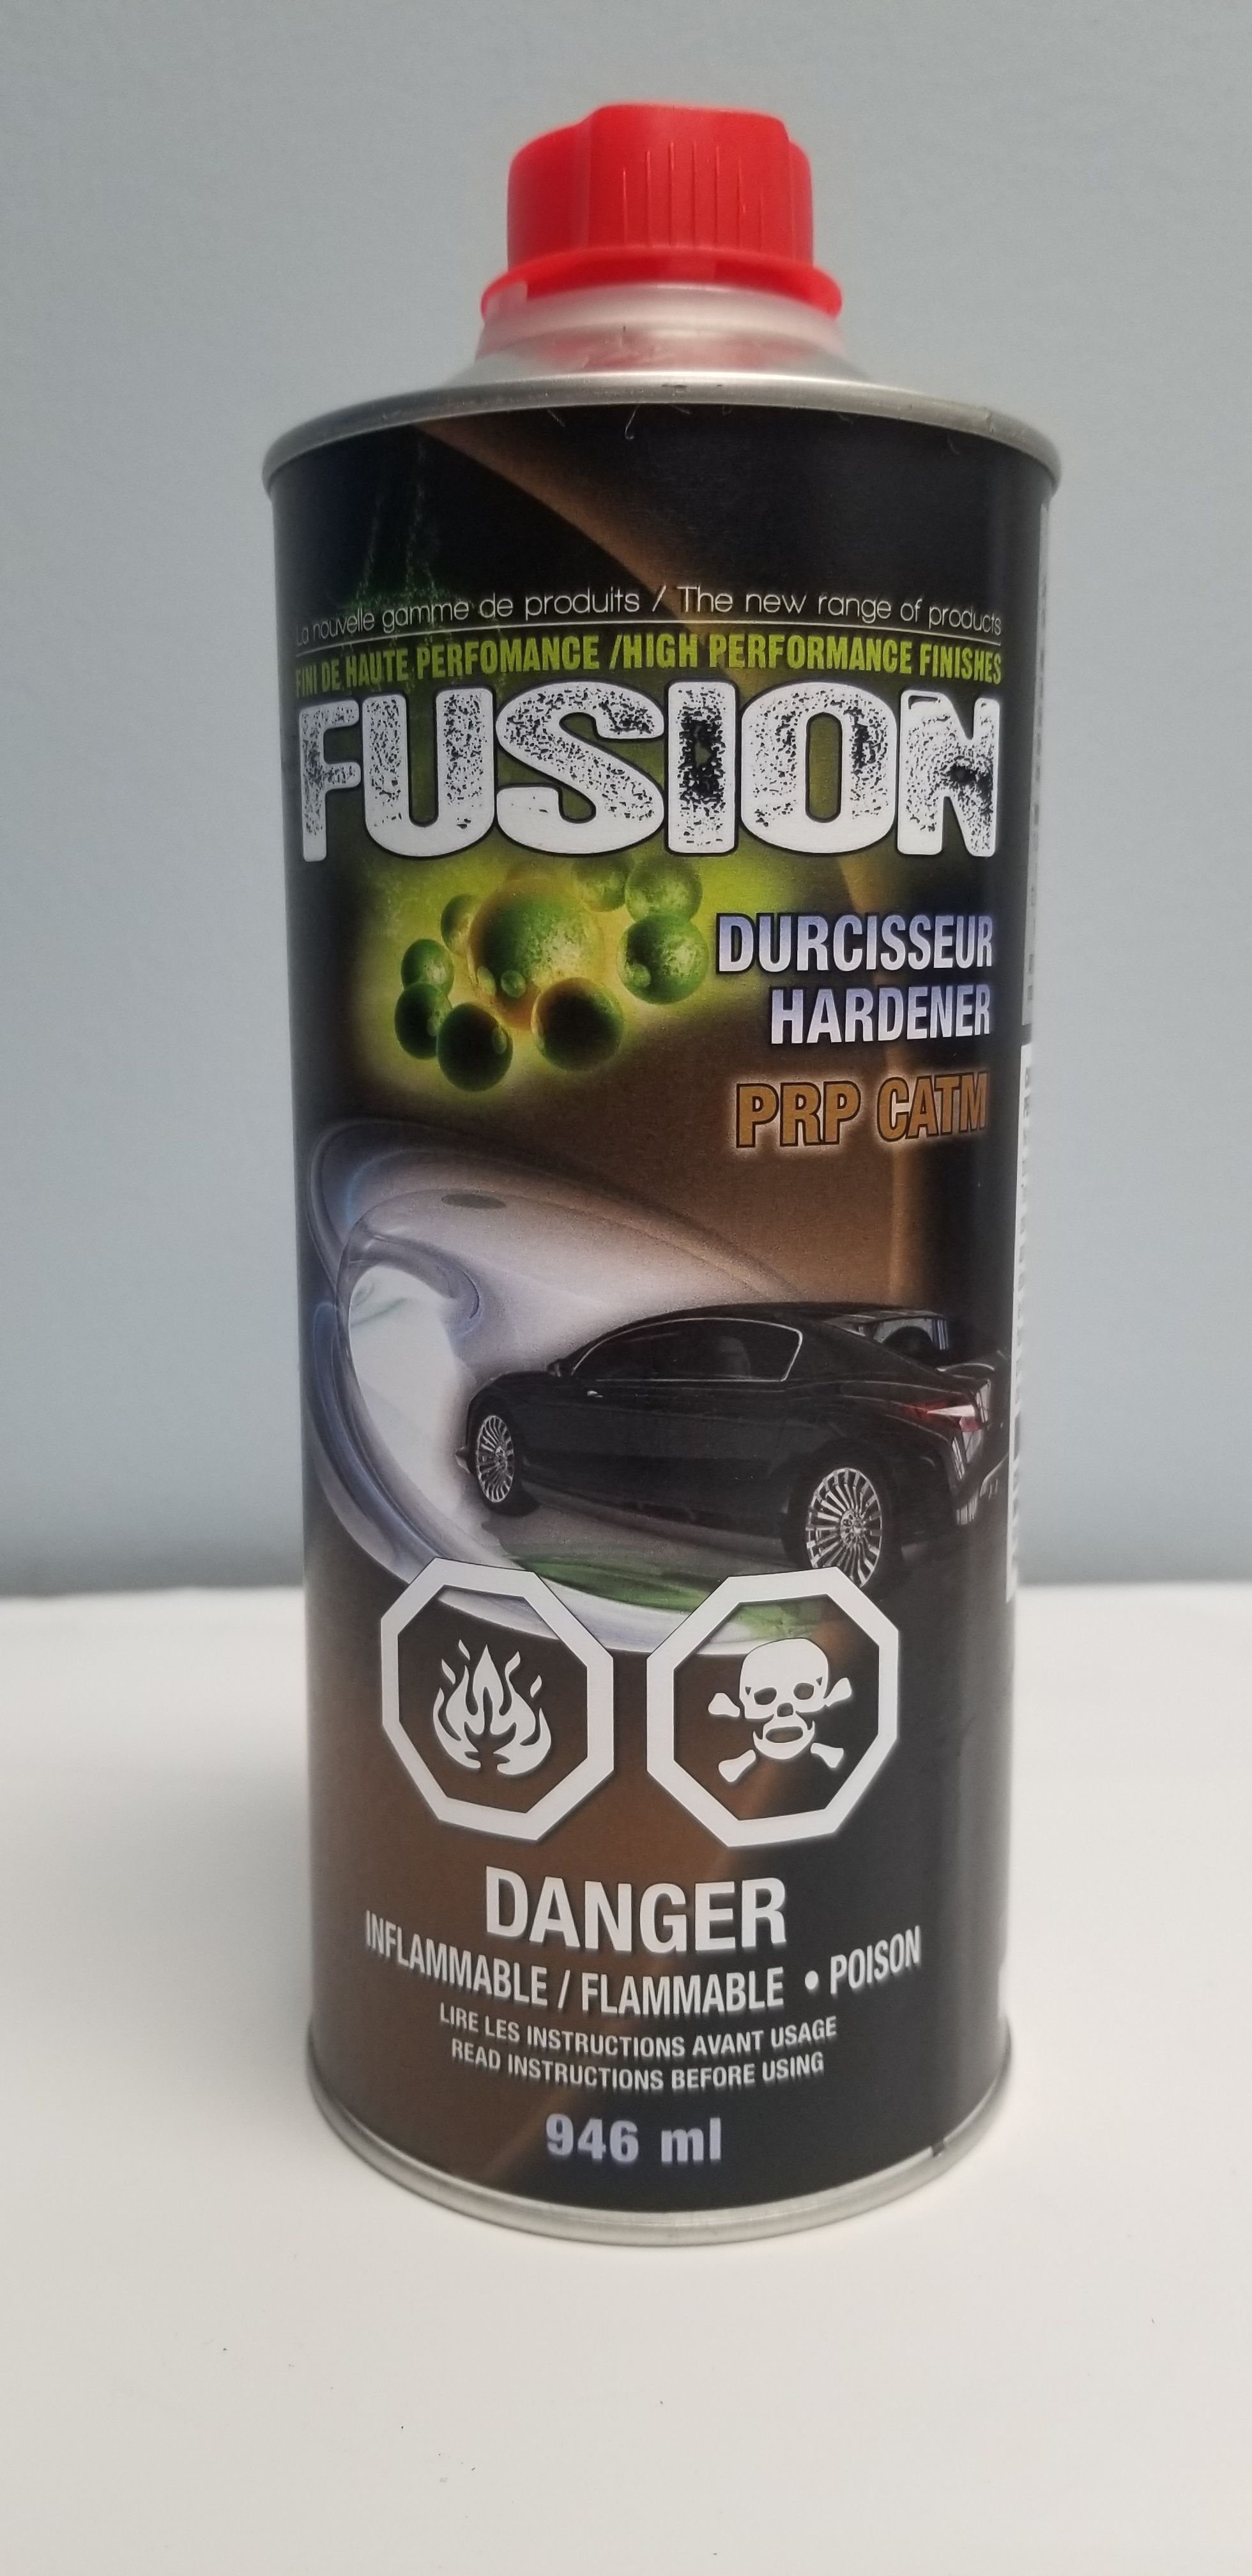 La nouvelle gamme de produits / The new range of products
FINI DE HAUTE PERFOMANCE /HIGH PERFORMANCE FINISHES
FUSION
DURCISSEUR
HARDENER
PRP CATM
DANGER
INFLAMMABLE / FLAMMABLE • POISON
LIRE LES INSTRUCTIONS AVANT USAGE
READ INSTRUCTIONS BEFORE USING
946 ml